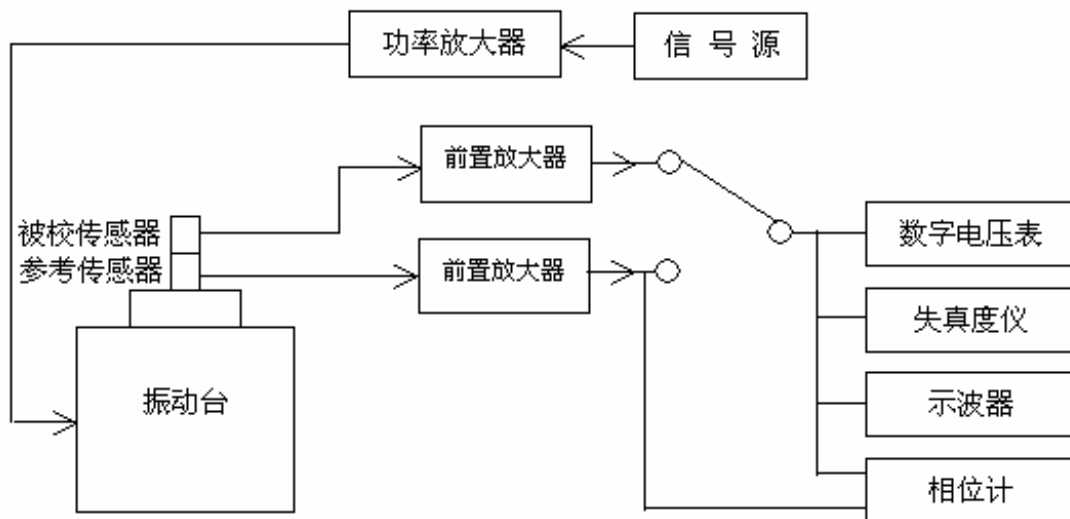 功率放大器
信 号 源
前置放大器
被校传感器
参考传感器
前置放大器
数字电压表
失真度仪
振动台
示波器
相位计